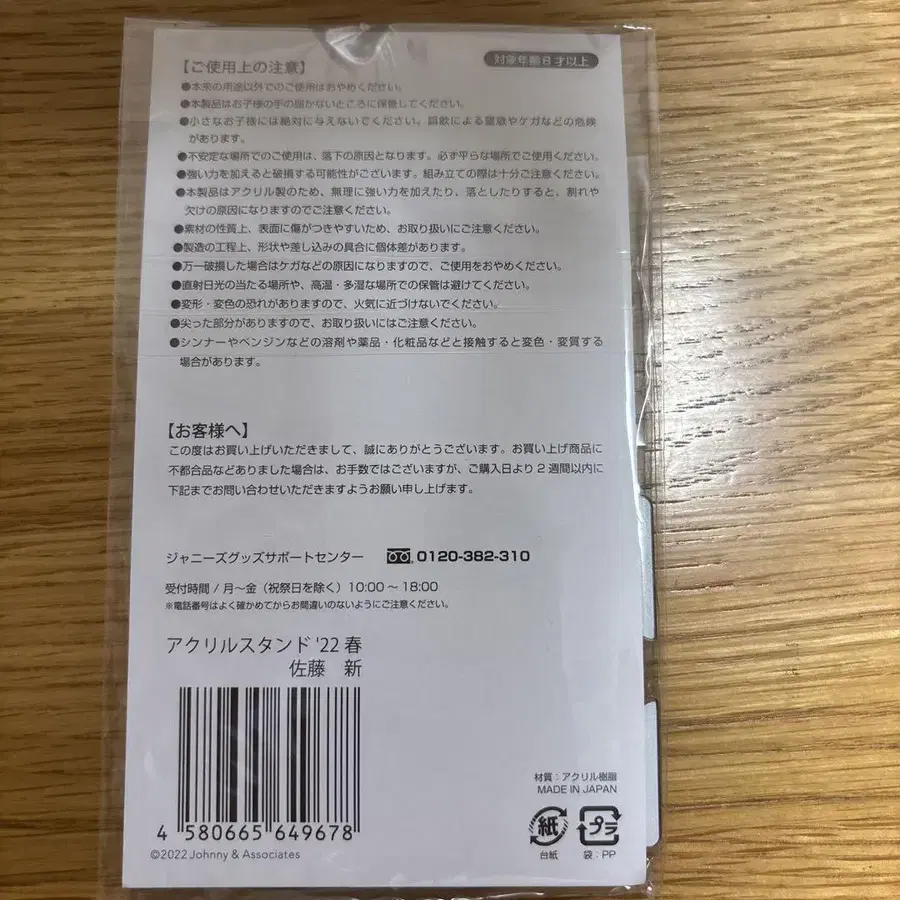 【ご使用上の注意】
対象年齢8才以上
●本来の用途以外でのご使用はおやめください。
●本製品はお子様の手の届かないところに保管してください。
●小さなお子様には絶対に与えないでください。誤飲による窒息やケガなどの危険
があります。
●不安定な場所でのご使用は、落下の原因となります。必ず平らな場所でご使用ください。
●強い力を加えると破損する可能性がございます。組み立ての際は十分ご注意ください。
●本製品はアクリル製のため、無理に強い力を加えたり、落としたりすると、割れや
欠けの原因になりますのでご注意ください。
●素材の性質上、表面に傷がつきやすいため、お取り扱いにご注意ください。
●製造の工程上、形状や差し込みの具合に個体差があります。
●万一破損した場合はケガなどの原因になりますので、ご使用をおやめください。
●直射日光の当たる場所や、高温・多湿な場所での保管は避けてください。
●変形・変色の恐れがありますので、火気に近づけないでください。
●尖った部分がありますので、お取り扱いにはご注意ください。
●シンナーやベンジンなどの溶剤や薬品・化粧品などと接触すると変色・変質する
場合があります。
【お客様へ】
この度はお買い上げいただきまして、誠にありがとうございます。お買い上げ商品に
不都合品などありました場合は、お手数ではございますが、ご購入日より2週間以内に
下記までお問い合わせいただきますようお願い申し上げます。
ジャニーズグッズサポートセンター 0120-382-310
受付時間 / 月〜金（祝祭日を除く）10:00〜18:00
※電話番号はよく確かめてからお間違いのないようにご注意ください。
アクリルスタンド '22 春
佐藤 新
4 580665 649678
©2022 Johnny & Associates
材質：アクリル樹脂
MADE IN JAPAN
紙 プラ
台紙 袋：PP